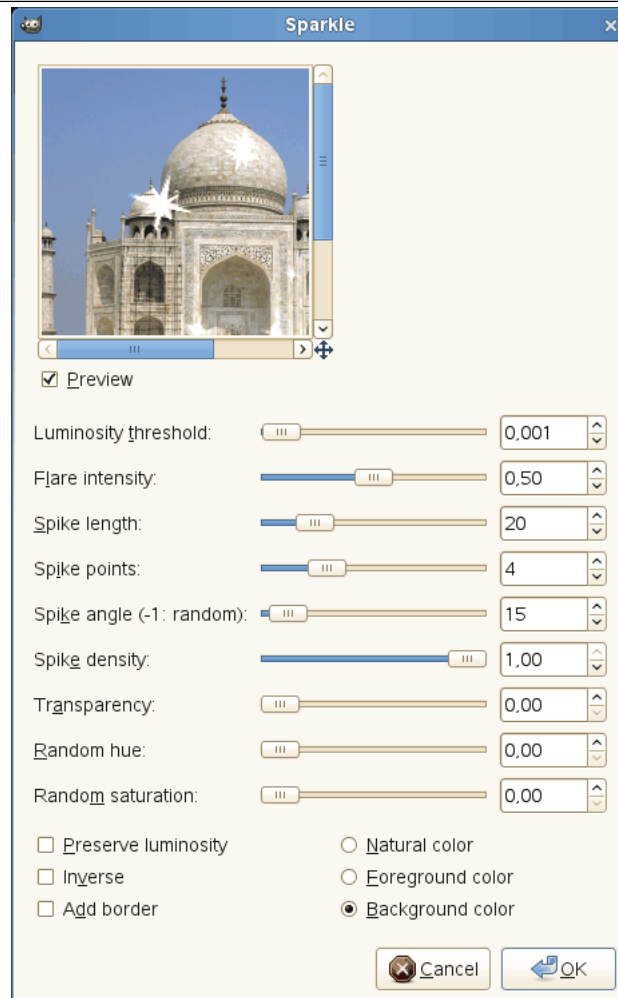 Sparkle
Preview
Luminosity threshold: 0,001
Flare intensity: 0,50
Spike length: 20
Spike points: 4
Spike angle (-1: random): 15
Spike density: 1,00
Transparency: 0,00
Random hue: 0,00
Random saturation: 0,00
Preserve luminosity Natural color
Inverse Foreground color
Add border Background color
Cancel OK